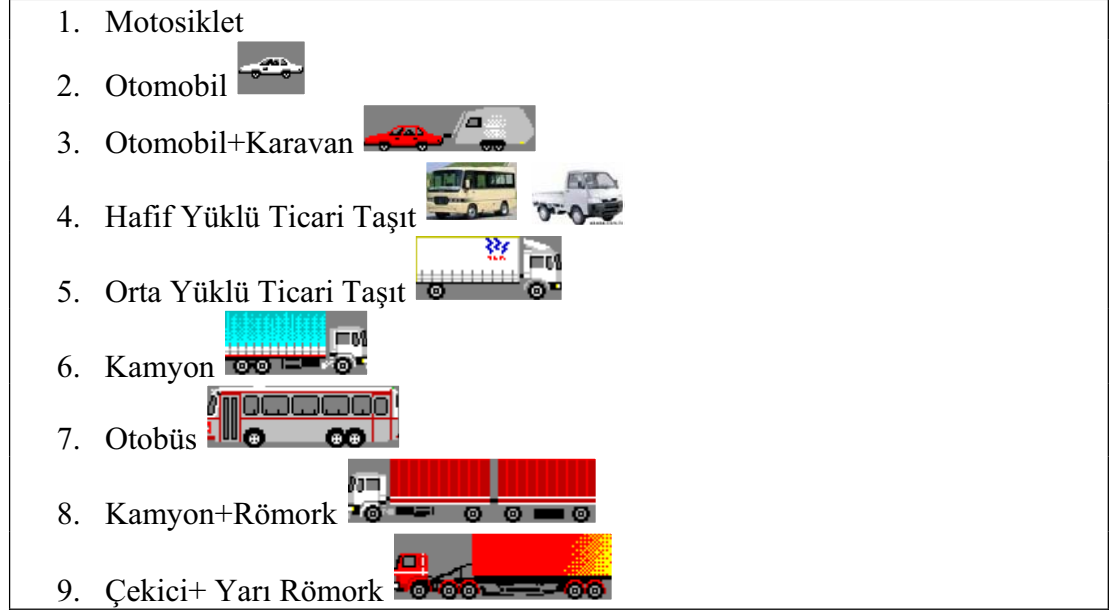 1. Motosiklet
2. Otomobil
3. Otomobil+Karavan
4. Hafif Yüklü Ticari Taşıt
5. Orta Yüklü Ticari Taşıt
6. Kamyon
7. Otobüs
8. Kamyon+Römork
9. Çekici+ Yarı Römork